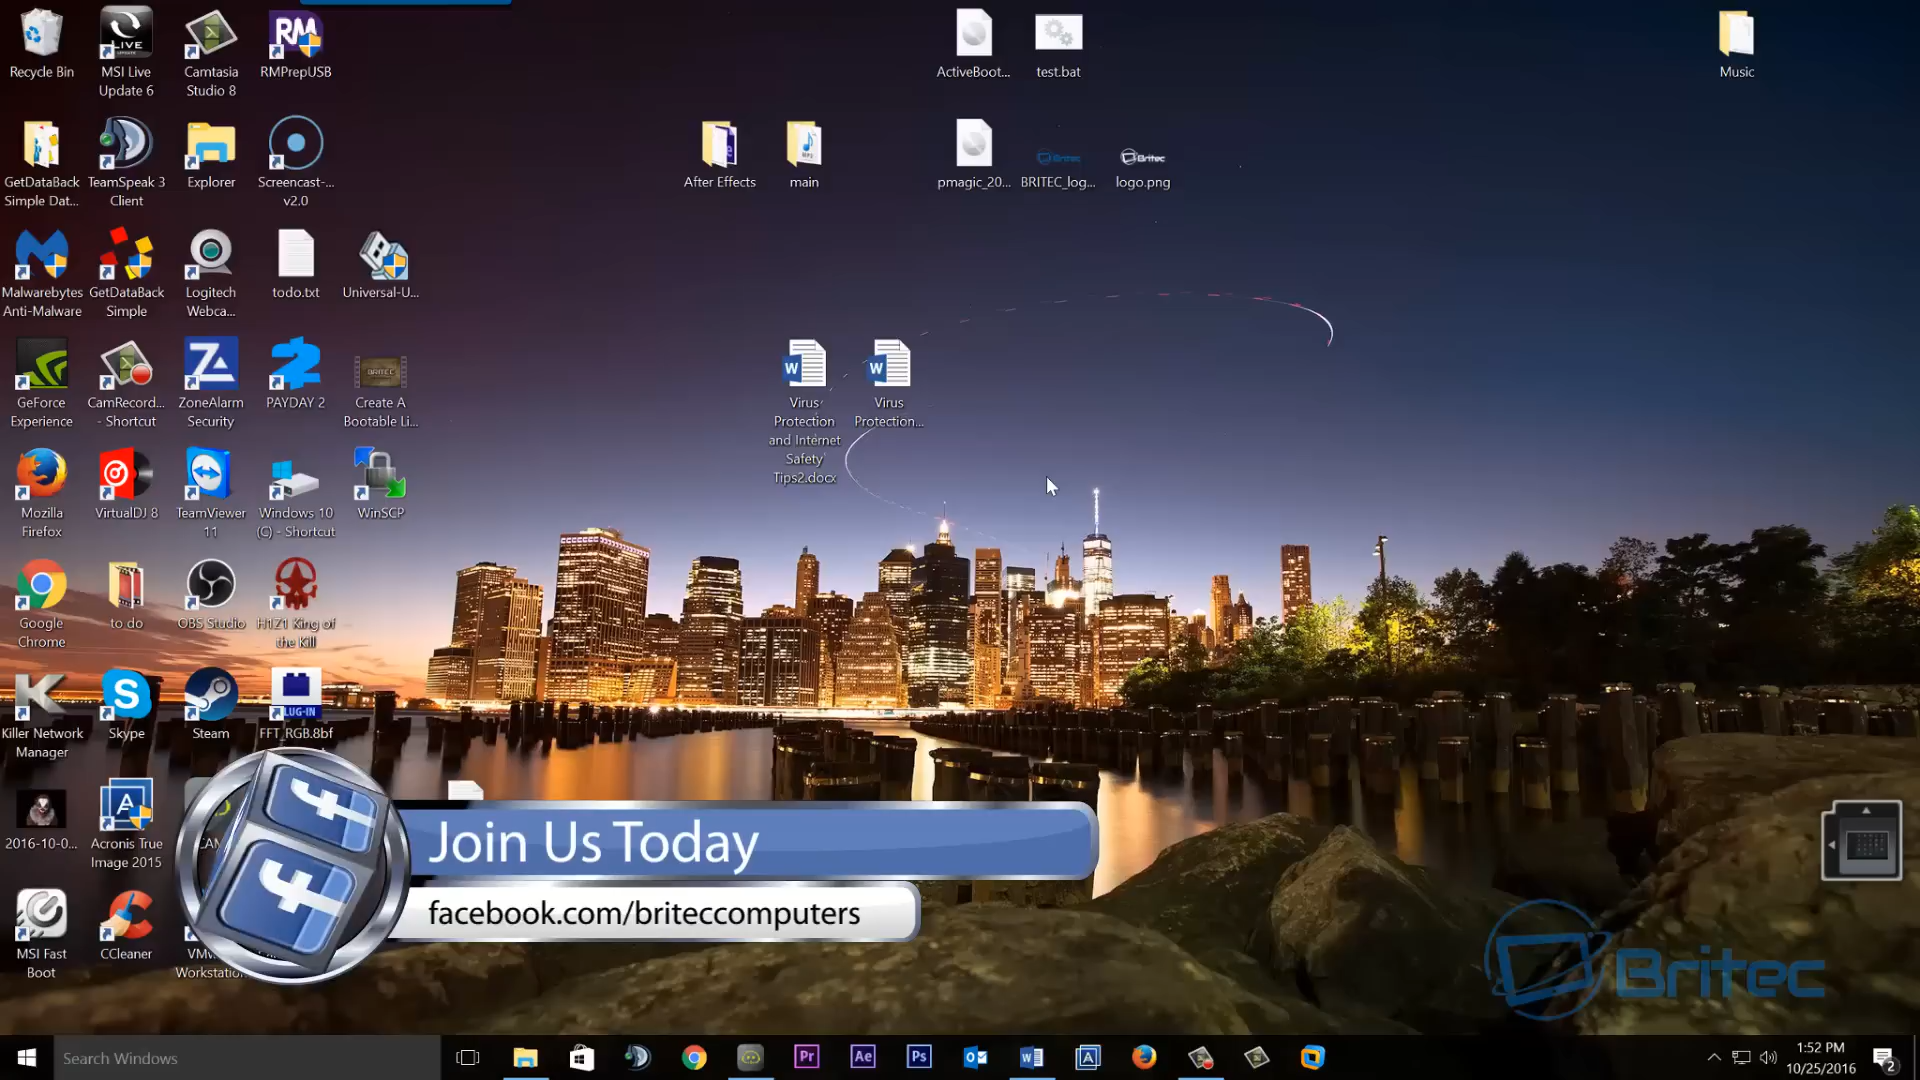 Recycle Bin
MSI Live
Update 6
Camtasia
Studio 8
RMPrepUSB
ActiveBoot...
test.bat
Music
GetDataBack
Simple Dat...
TeamSpeak 3
Client
Explorer
Screencast-...
v2.0
After Effects
main
pmagic_20...
BRITEC_log...
logo.png
Malwarebytes
Anti-Malware
GetDataBack
Simple
Logitech
Webca...
todo.txt
Universal-U...
GeForce
Experience
CamRecord...
- Shortcut
ZoneAlarm
Security
PAYDAY 2
Create A
Bootable Li...
Virus
Protection
and Internet
Safety
Tips2.docx
Virus
Protection...
Mozilla
Firefox
VirtualDJ 8
TeamViewer
11
Windows 10
(C) - Shortcut
WinSCP
Google
Chrome
to do
OBS Studio
H1Z1 King of
the Kill
Killer Network
Manager
Skype
Steam
PLUG-IN
FFT_RGB.8bf
2016-10-0...
Acronis True
Image 2015
MSI Fast
Boot
CCleaner
Workstation
Join Us Today
facebook.com/briteccomputers
Britec
Search Windows
1:52 PM
10/25/2016
2